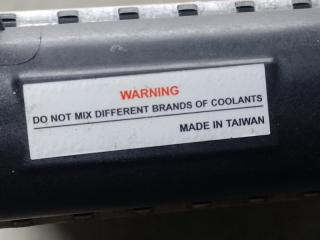 WARNING
DO NOT MIX DIFFERENT BRANDS OF COOLANTS
MADE IN TAIWAN